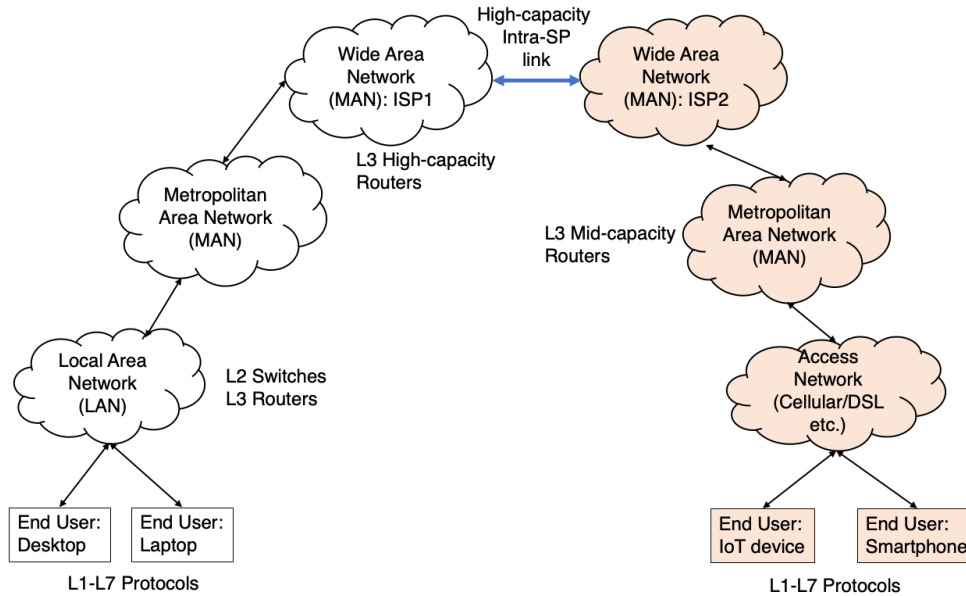 High-capacity
Intra-SP
link
Wide Area
Network
(MAN): ISP1
Wide Area
Network
(MAN): ISP2
L3 High-capacity
Routers
Metropolitan
Area Network
(MAN)
Metropolitan
Area Network
(MAN)
L3 Mid-capacity
Routers
Local Area
Network
(LAN)
L2 Switches
L3 Routers
Access
Network
(Cellular/DSL
etc.)
End User:
Desktop
End User:
Laptop
End User:
IoT device
End User:
Smartphone
L1-L7 Protocols
L1-L7 Protocols